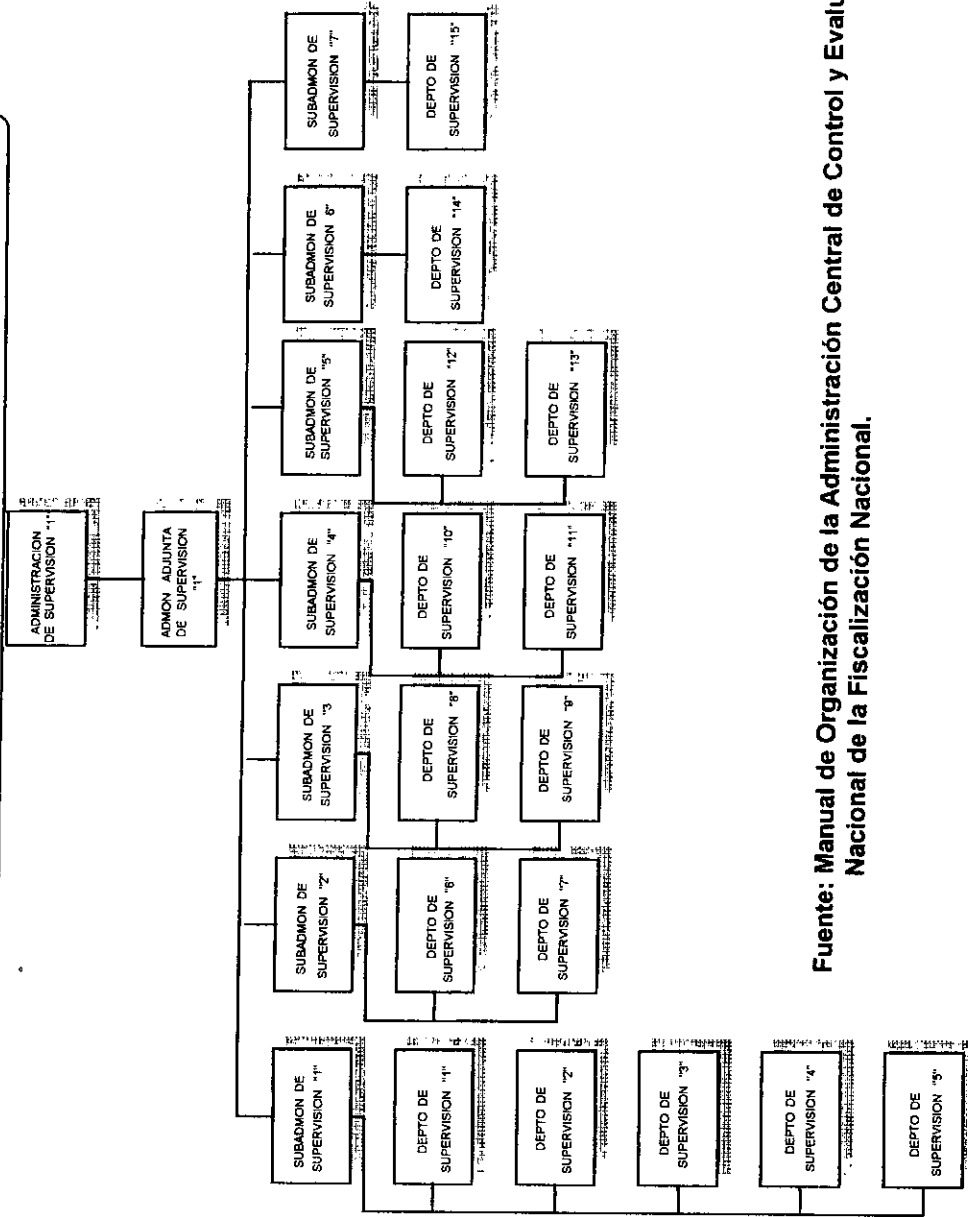 ADMINISTRACION
DE SUPERVISION "1"
ADMON ADJUNTA
DE SUPERVISION
"1"
SUBADMON DE
SUPERVISION "1"
SUBADMON DE
SUPERVISION "2"
SUBADMON DE
SUPERVISION "3
SUBADMON DE
SUPERVISION "4"
SUBADMON DE
SUPERVISION "5"
SUBADMON DE
SUPERVISION 6"
SUBADMON DE
SUPERVISION "7"
DEPTO DE
SUPERVISION "1"
DEPTO DE
SUPERVISION "6"
DEPTO DE
SUPERVISION "8"
DEPTO DE
SUPERVISION "10"
DEPTO DE
SUPERVISION "12"
DEPTO DE
SUPERVISION "14"
DEPTO DE
SUPERVISION "15"
DEPTO DE
SUPERVISION "2"
DEPTO DE
SUPERVISION "7"
DEPTO DE
SUPERVISION "9"
DEPTO DE
SUPERVISION "11"
DEPTO DE
SUPERVISION "13"
DEPTO DE
SUPERVISION "3"
DEPTO DE
SUPERVISION "4"
DEPTO DE
SUPERVISION "5"
Fuente: Manual de Organización de la Administración Central de Control y Evalu
Nacional de la Fiscalización Nacional.